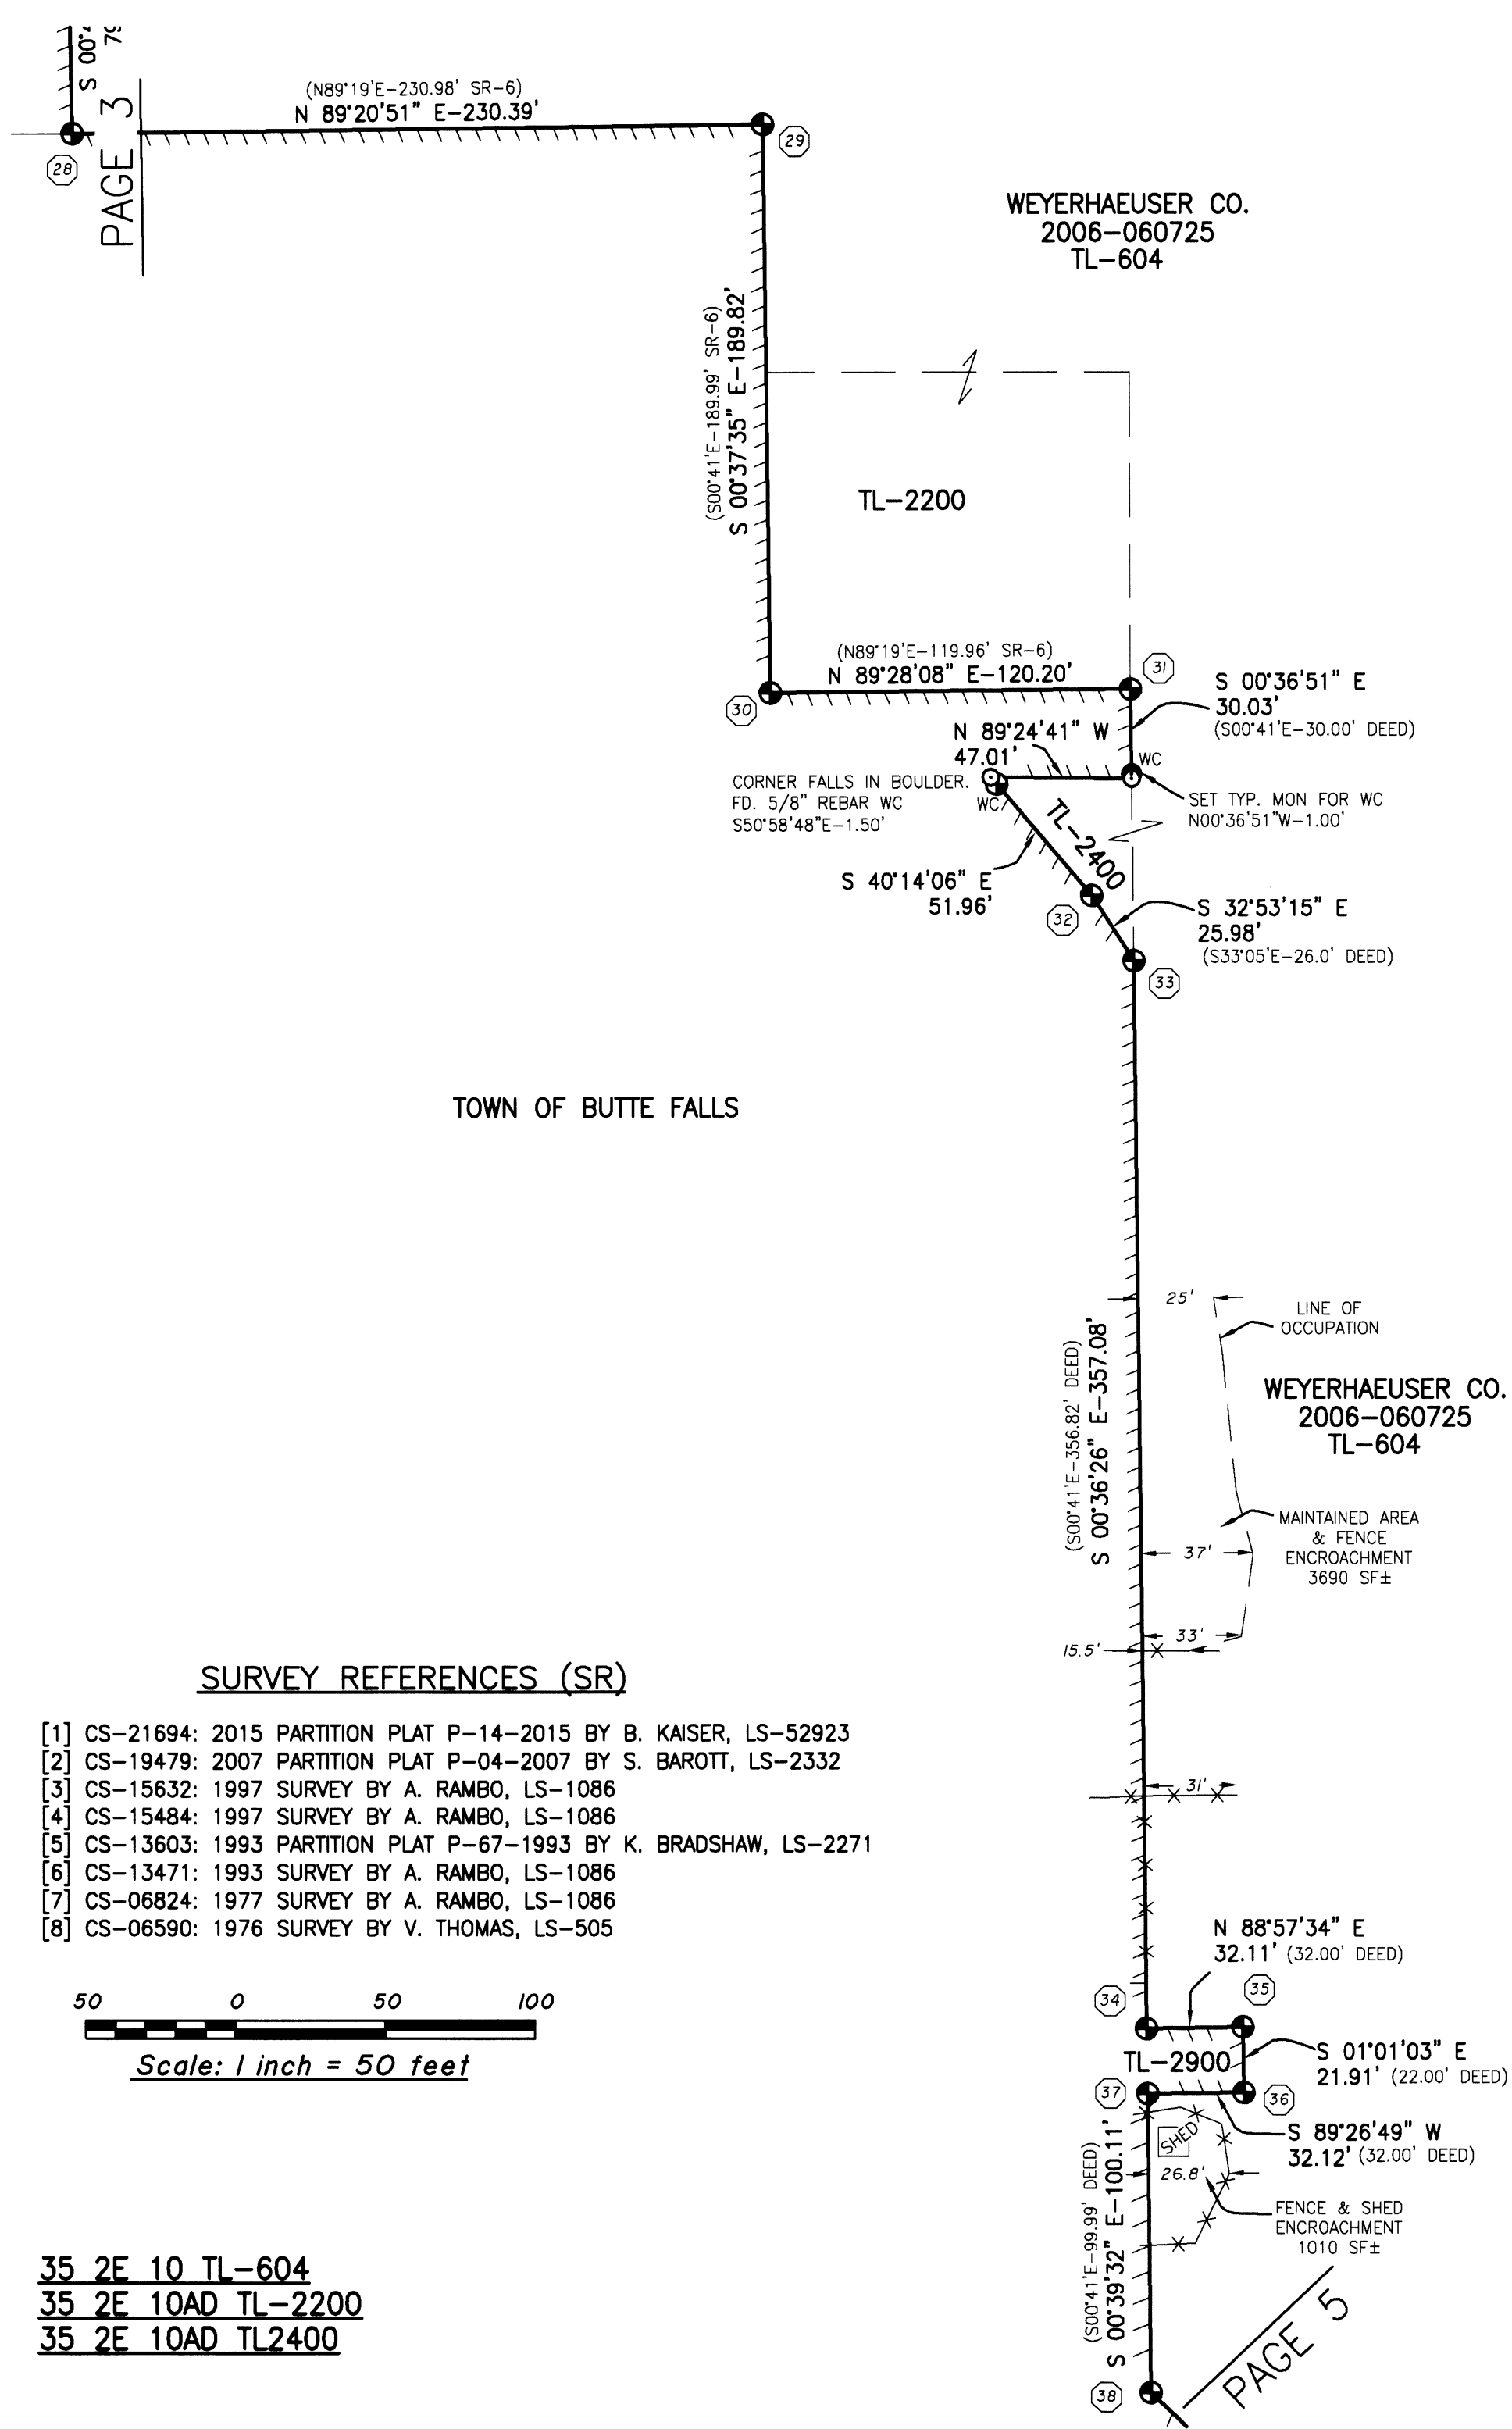 S 00°
PAGE 3
(N89°19'E-230.98' SR-6)
N 89°20'51" E-230.39'
28
29
WEYERHAEUSER CO.
2006-060725
TL-604
(S00°41'E-189.99' SR-6)
S 00°37'35" E-189.82'
TL-2200
(N89°19'E-119.96' SR-6)
N 89°28'08" E-120.20'
30
31
S 00°36'51" E
30.03'
(S00°41'E-30.00' DEED)
N 89°24'41" W
47.01'
WC
CORNER FALLS IN BOULDER.
FD. 5/8" REBAR WC
S50°58'48"E-1.50'
WC
SET TYP. MON FOR WC
N00°36'51"W-1.00'
TL-2400
S 40°14'06" E
51.96'
32
S 32°53'15" E
25.98'
(S33°05'E-26.0' DEED)
33
TOWN OF BUTTE FALLS
25'
LINE OF
OCCUPATION
(S00°41'E-356.82' DEED)
S 00°36'26" E-357.08'
WEYERHAEUSER CO.
2006-060725
TL-604
MAINTAINED AREA
& FENCE
ENCROACHMENT
3690 SF±
37'
33'
15.5'
SURVEY REFERENCES (SR)
[1] CS-21694: 2015 PARTITION PLAT P-14-2015 BY B. KAISER, LS-52923
[2] CS-19479: 2007 PARTITION PLAT P-04-2007 BY S. BAROTT, LS-2332
[3] CS-15632: 1997 SURVEY BY A. RAMBO, LS-1086
[4] CS-15484: 1997 SURVEY BY A. RAMBO, LS-1086
[5] CS-13603: 1993 PARTITION PLAT P-67-1993 BY K. BRADSHAW, LS-2271
[6] CS-13471: 1993 SURVEY BY A. RAMBO, LS-1086
[7] CS-06824: 1977 SURVEY BY A. RAMBO, LS-1086
[8] CS-06590: 1976 SURVEY BY V. THOMAS, LS-505
31'
N 88°57'34" E
32.11' (32.00' DEED)
34
35
50 0 50 100
Scale: 1 inch = 50 feet
TL-2900
S 01°01'03" E
21.91' (22.00' DEED)
37
36
S 89°26'49" W
32.12' (32.00' DEED)
SHED
26.8'
(S00°41'E-99.99' DEED)
S 00°39'32" E-100.11'
FENCE & SHED
ENCROACHMENT
1010 SF±
35 2E 10 TL-604
35 2E 10AD TL-2200
35 2E 10AD TL2400
38
PAGE 5